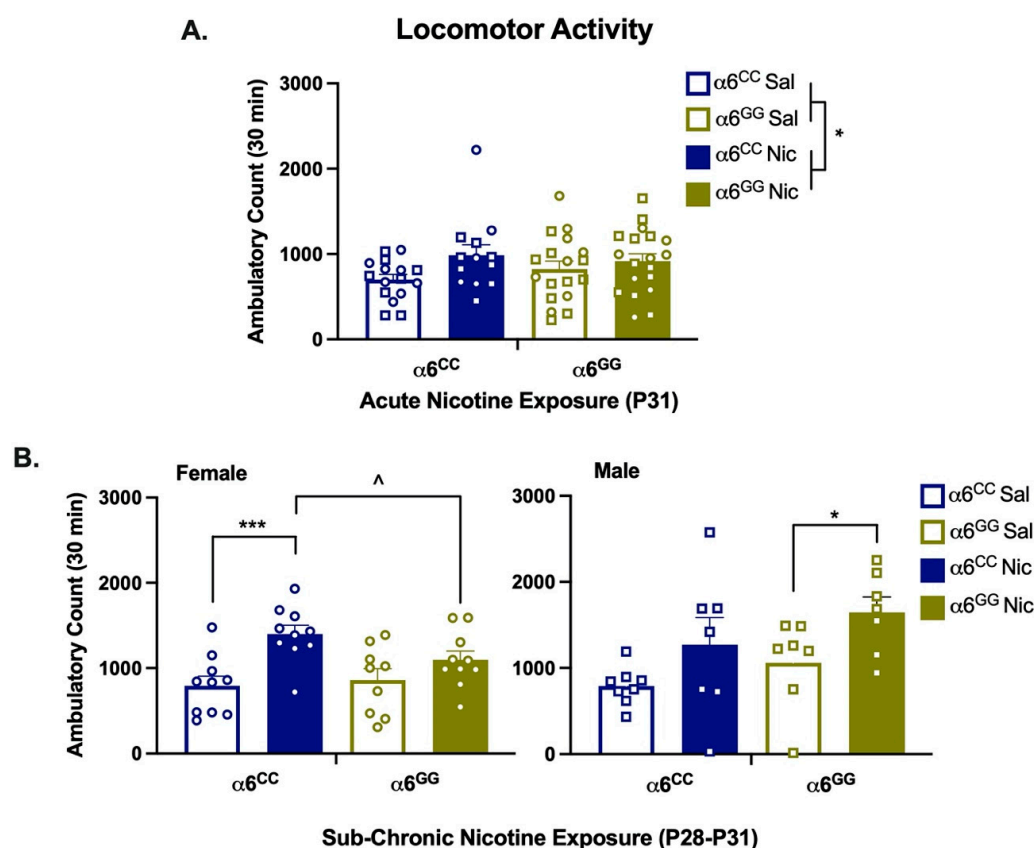 A.
Locomotor Activity
Ambulatory Count (30 min)
3000
2000
1000
0
α6CC
α6GG
Acute Nicotine Exposure (P31)
α6CC Sal
α6GG Sal
α6CC Nic
α6GG Nic
*
B.
Female
Ambulatory Count (30 min)
3000
2000
1000
0
***
^
α6CC
α6GG
Male
3000
2000
1000
0
*
α6CC
α6GG
α6CC Sal
α6GG Sal
α6CC Nic
α6GG Nic
Sub-Chronic Nicotine Exposure (P28-P31)